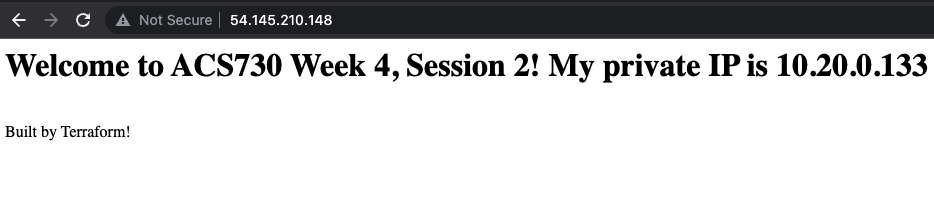 Not Secure | 54.145.210.148
Welcome to ACS730 Week 4, Session 2! My private IP is 10.20.0.133
Built by Terraform!